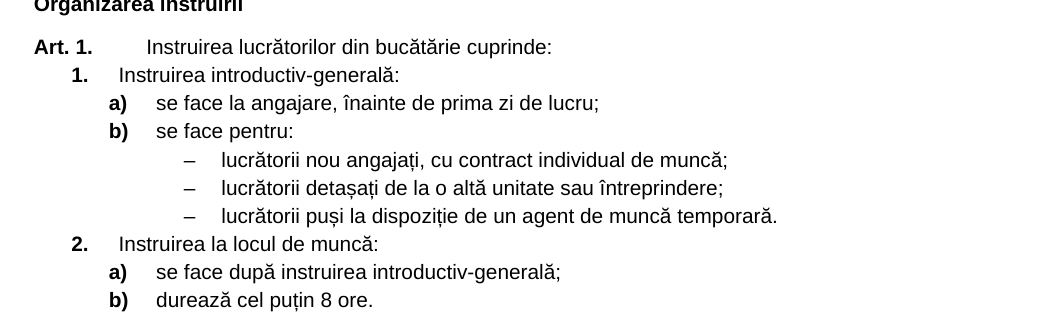 Organizarea instruirii
Art. 1. Instruirea lucrătorilor din bucătărie cuprinde:
1. Instruirea introductiv-generală:
a) se face la angajare, înainte de prima zi de lucru;
b) se face pentru:
– lucrătorii nou angajați, cu contract individual de muncă;
– lucrătorii detașați de la o altă unitate sau întreprindere;
– lucrătorii puși la dispoziție de un agent de muncă temporară.
2. Instruirea la locul de muncă:
a) se face după instruirea introductiv-generală;
b) durează cel puțin 8 ore.